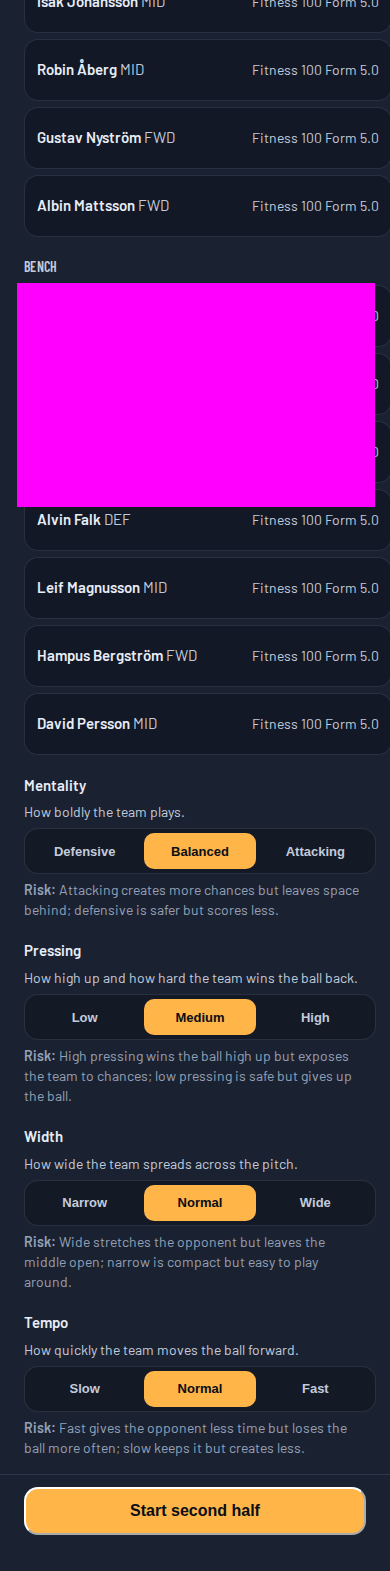 Isak Johansson MID Fitness 100 Form 5.0
Robin Åberg MID Fitness 100 Form 5.0
Gustav Nyström FWD Fitness 100 Form 5.0
Albin Mattsson FWD Fitness 100 Form 5.0
BENCH
Alvin Falk DEF Fitness 100 Form 5.0
Leif Magnusson MID Fitness 100 Form 5.0
Hampus Bergström FWD Fitness 100 Form 5.0
David Persson MID Fitness 100 Form 5.0
Mentality
How boldly the team plays.
Defensive Balanced Attacking
Risk: Attacking creates more chances but leaves space
behind; defensive is safer but scores less.
Pressing
How high up and how hard the team wins the ball back.
Low Medium High
Risk: High pressing wins the ball high up but exposes
the team to chances; low pressing is safe but gives up
the ball.
Width
How wide the team spreads across the pitch.
Narrow Normal Wide
Risk: Wide stretches the opponent but leaves the
middle open; narrow is compact but easy to play
around.
Tempo
How quickly the team moves the ball forward.
Slow Normal Fast
Risk: Fast gives the opponent less time but loses the
ball more often; slow keeps it but creates less.
Start second half